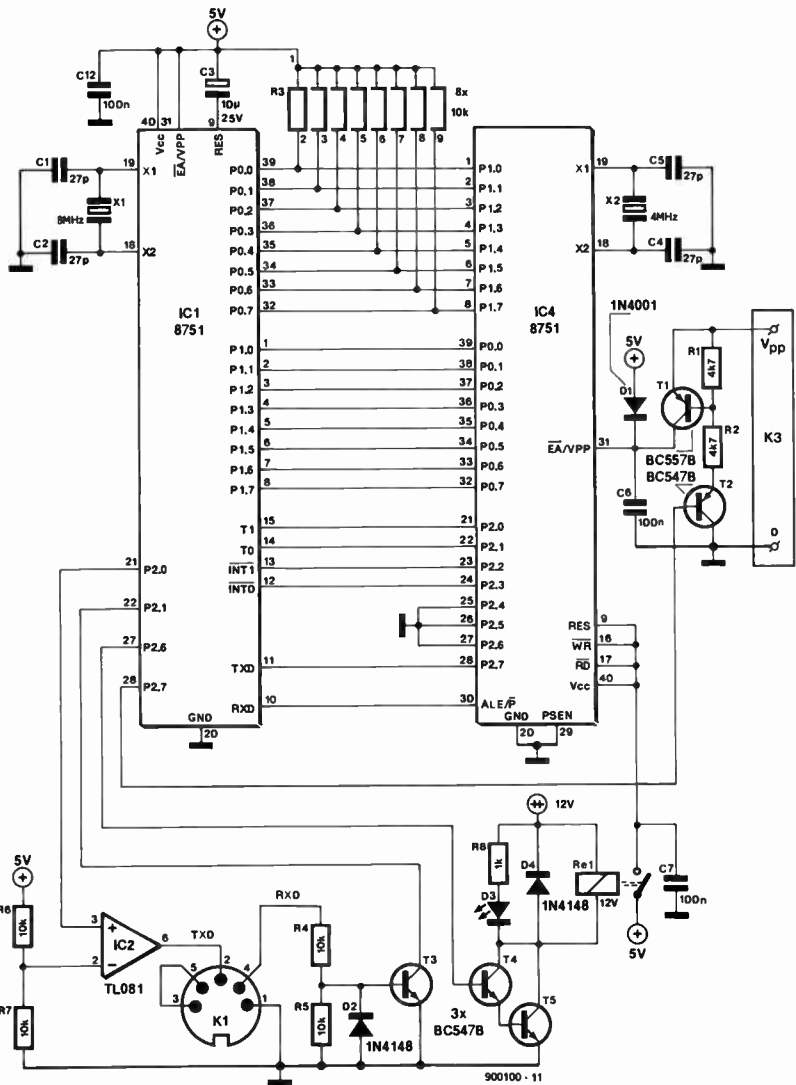 5V
C12
100n
C3
10µ
25V
1
R3
8x
10k
2 3 4 5 6 7 8 9
40 31 9
Vcc
EA/VPP
RES
C1
27p
X1
8MHz
C2
27p
19
X1
18
X2
IC1
8751
P0.0 39
P0.1 38
P0.2 37
P0.3 36
P0.4 35
P0.5 34
P0.6 33
P0.7 32
P1.0 1
P1.1 2
P1.2 3
P1.3 4
P1.4 5
P1.5 6
P1.6 7
P1.7 8
T1 15
T0 14
INT1 13
INT0 12
TXD 11
RXD 10
21 P2.0
22 P2.1
27 P2.6
28 P2.7
GND
20
IC4
8751
1 P1.0
2 P1.1
3 P1.2
4 P1.3
5 P1.4
6 P1.5
7 P1.6
8 P1.7
39 P0.0
38 P0.1
37 P0.2
36 P0.3
35 P0.4
34 P0.5
33 P0.6
32 P0.7
21 P2.0
22 P2.1
23 P2.2
24 P2.3
25 P2.4
26 P2.5
27 P2.6
28 P2.7
30 ALE/P
GND PSEN
20 29
X1 19
X2 18
C5
27p
X2
4MHz
C4
27p
EA/VPP 31
RES 9
WR 16
RD 17
Vcc 40
1N4001
5V
D1
T1
R1
4k7
R2
4k7
BC557B
BC547B
T2
C6
100n
Vpp
K3
0
12V
R8
1k
D3
D4
1N4148
Re1
12V
C7
100n
5V
5V
R6
10k
R7
10k
3 +
2 −
IC2
6
TL081
TXD
RXD
5 2 4
3 1
K1
R4
10k
R5
10k
D2
1N4148
T3
T4
T5
3x
BC547B
900100 - 11